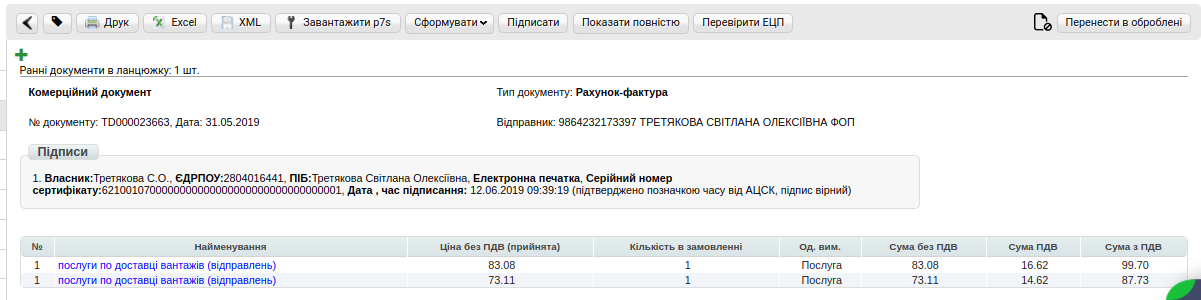 Друк Excel XML Завантажити p7s Сформувати Підписати Показати повністю Перевірити ЕЦП Перенести в оброблені
Ранні документи в ланцюжку: 1 шт.
Комерційний документ Тип документу: Рахунок-фактура
№ документу: TD000023663, Дата: 31.05.2019 Відправник: 9864232173397 ТРЕТЯКОВА СВІТЛАНА ОЛЕКСІЇВНА ФОП
Підписи
1. Власник:Третякова С.О., ЄДРПОУ:2804016441, ПІБ:Третякова Світлана Олексіївна, Електронна печатка, Серійний номер
сертифікату:6210010700000000000000000000000000000001, Дата , час підписання: 12.06.2019 09:39:19 (підтверджено позначкою часу від АЦСК, підпис вірний)
№ Найменування Ціна без ПДВ (прийнята) Кількість в замовленні Од. вим. Сума без ПДВ Сума ПДВ Сума з ПДВ
1 послуги по доставці вантажів (відправлень) 83.08 1 Послуга 83.08 16.62 99.70
1 послуги по доставці вантажів (відправлень) 73.11 1 Послуга 73.11 14.62 87.73